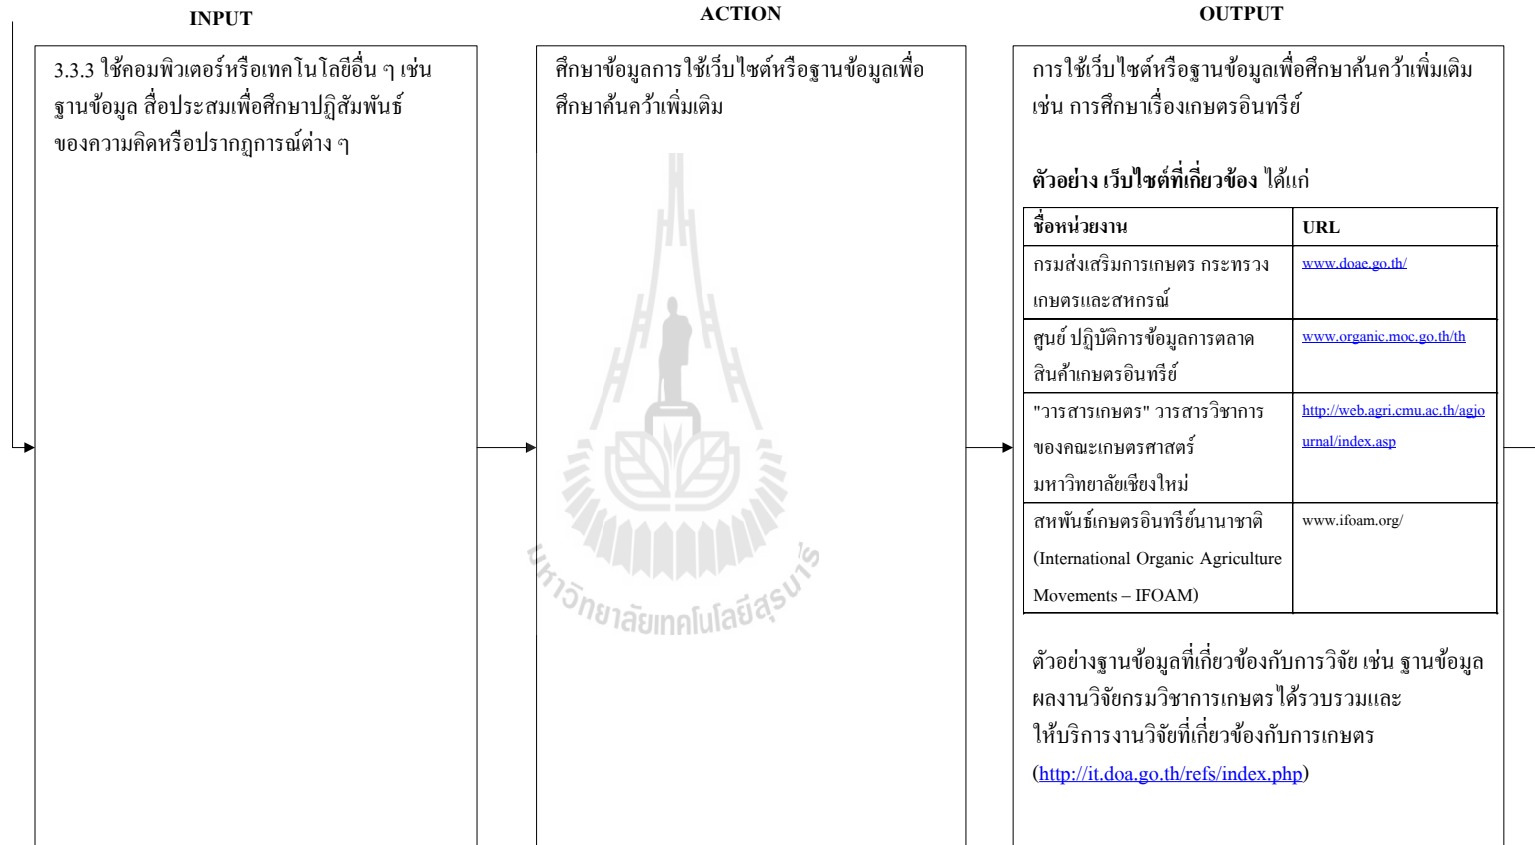 INPUT
ACTION
OUTPUT
3.3.3 ใช้คอมพิวเตอร์หรือเทคโนโลยีอื่น ๆ เช่น
ฐานข้อมูล สื่อประสมเพื่อศึกษาปฏิสัมพันธ์
ของความคิดหรือปรากฏการณ์ต่าง ๆ
ศึกษาข้อมูลการใช้เว็บไซต์หรือฐานข้อมูลเพื่อ
ศึกษาค้นคว้าเพิ่มเติม
การใช้เว็บไซต์หรือฐานข้อมูลเพื่อศึกษาค้นคว้าเพิ่มเติม
เช่น การศึกษาเรื่องเกษตรอินทรีย์
ตัวอย่าง เว็บไซต์ที่เกี่ยวข้อง ได้แก่
ชื่อหน่วยงาน URL
กรมส่งเสริมการเกษตร กระทรวง www.doae.go.th/
เกษตรและสหกรณ์
ศูนย์ ปฏิบัติการข้อมูลการตลาด www.organic.moc.go.th/th
สินค้าเกษตรอินทรีย์
"วารสารเกษตร" วารสารวิชาการ http://web.agri.cmu.ac.th/agjo
ของคณะเกษตรศาสตร์ urnal/index.asp
มหาวิทยาลัยเชียงใหม่
สหพันธ์เกษตรอินทรีย์นานาชาติ www.ifoam.org/
(International Organic Agriculture
Movements – IFOAM)
ตัวอย่างฐานข้อมูลที่เกี่ยวข้องกับการวิจัย เช่น ฐานข้อมูล
ผลงานวิจัยกรมวิชาการเกษตรได้รวบรวมและ
ให้บริการงานวิจัยที่เกี่ยวข้องกับการเกษตร
(http://it.doa.go.th/refs/index.php)
มหาวิทยาลัยเทคโนโลยีสุรนารี